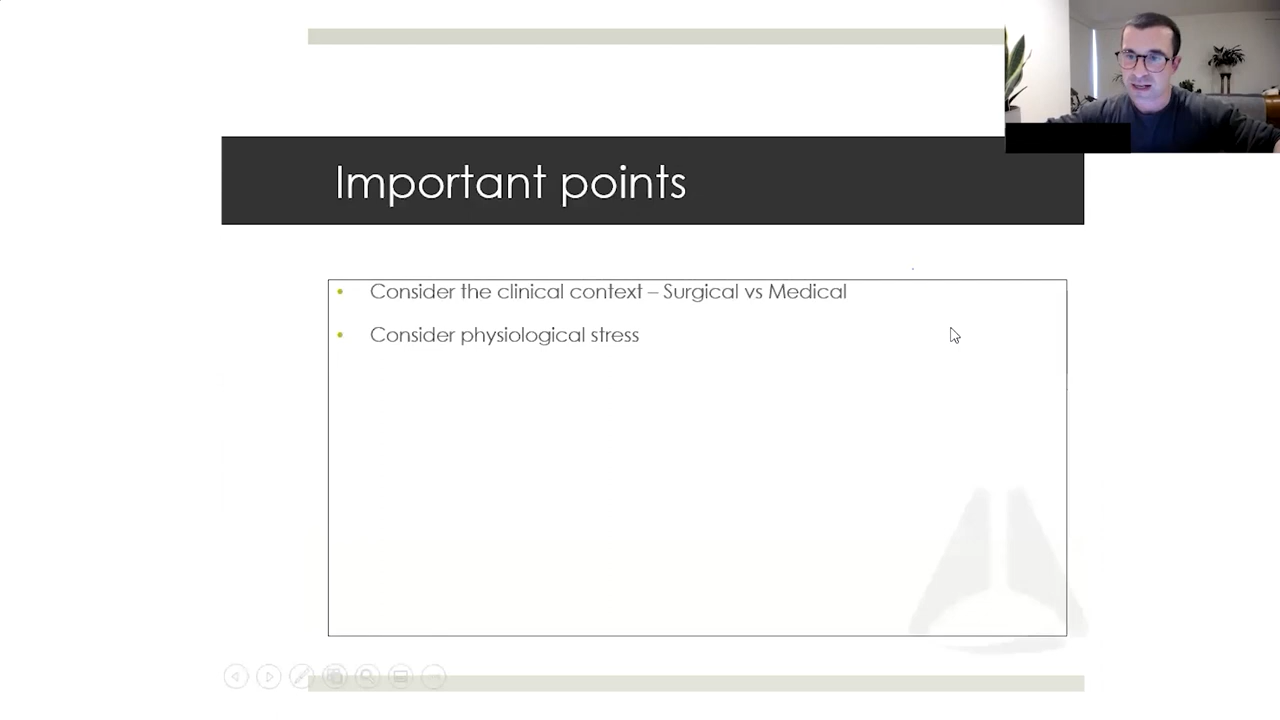 Important points
• Consider the clinical context – Surgical vs Medical
• Consider physiological stress